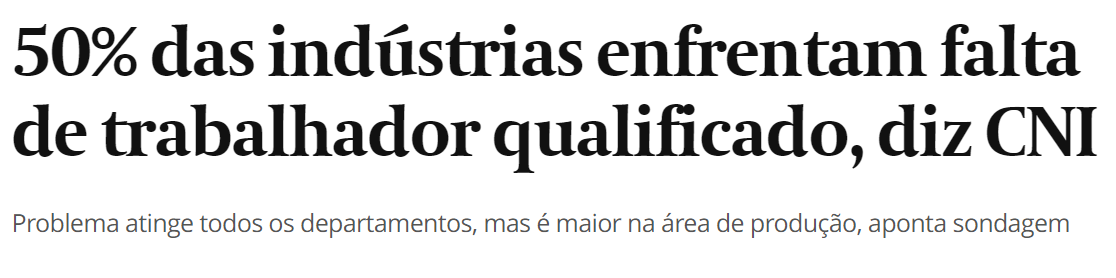 50% das indústrias enfrentam falta
de trabalhador qualificado, diz CNI
Problema atinge todos os departamentos, mas é maior na área de produção, aponta sondagem